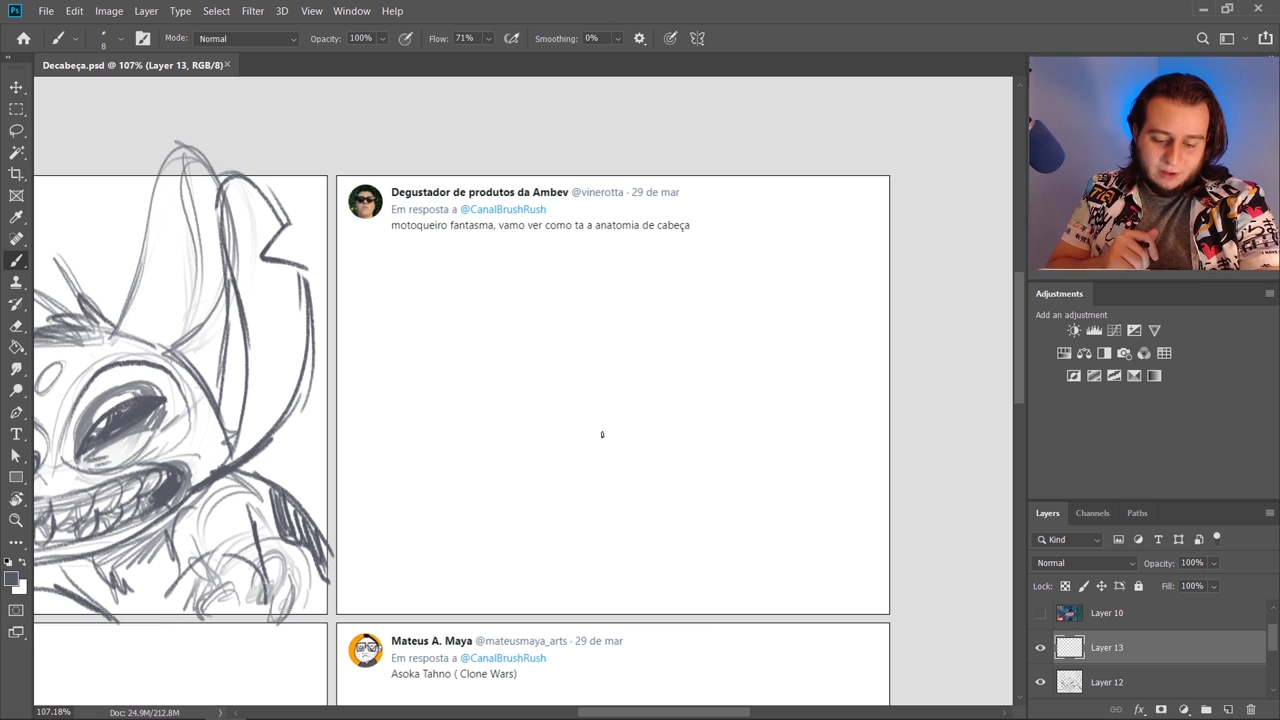 Ps File Edit Image Layer Type Select Filter 3D View Window Help
8 Mode: Normal Opacity: 100% Flow: 71% Smoothing: 0%
Decabeça.psd @ 107% (Layer 13, RGB/8)
Degustador de produtos da Ambev @vinerotta · 29 de mar
Em resposta a @CanalBrushRush
motoqueiro fantasma, vamo ver como ta a anatomia de cabeça
Mateus A. Maya @mateusmaya_arts · 29 de mar
Em resposta a @CanalBrushRush
Asoka Tahno ( Clone Wars)
Adjustments
Add an adjustment
Layers Channels Paths
Kind
Normal Opacity: 100%
Lock: Fill: 100%
Layer 10
Layer 13
Layer 12
107.18% Doc: 24.9M/212.8M